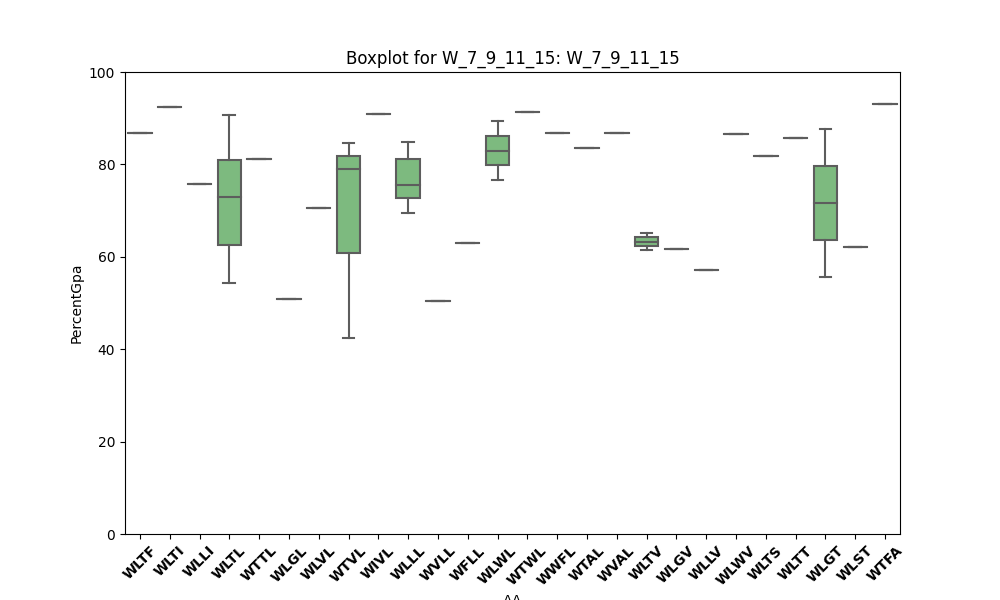 Boxplot for W_7_9_11_15: W_7_9_11_15
PercentGpa
100
80
60
40
20
0
WLTF
WLTI
WLLI
WLTL
WTTL
WLGL
WLVL
WTVL
WIVL
WLLL
WVLL
WFLL
WLWL
WTWL
WWFL
WTAL
WVAL
WLTV
WLGV
WLLV
WLWV
WLTS
WLTT
WLGT
WLST
WTFA